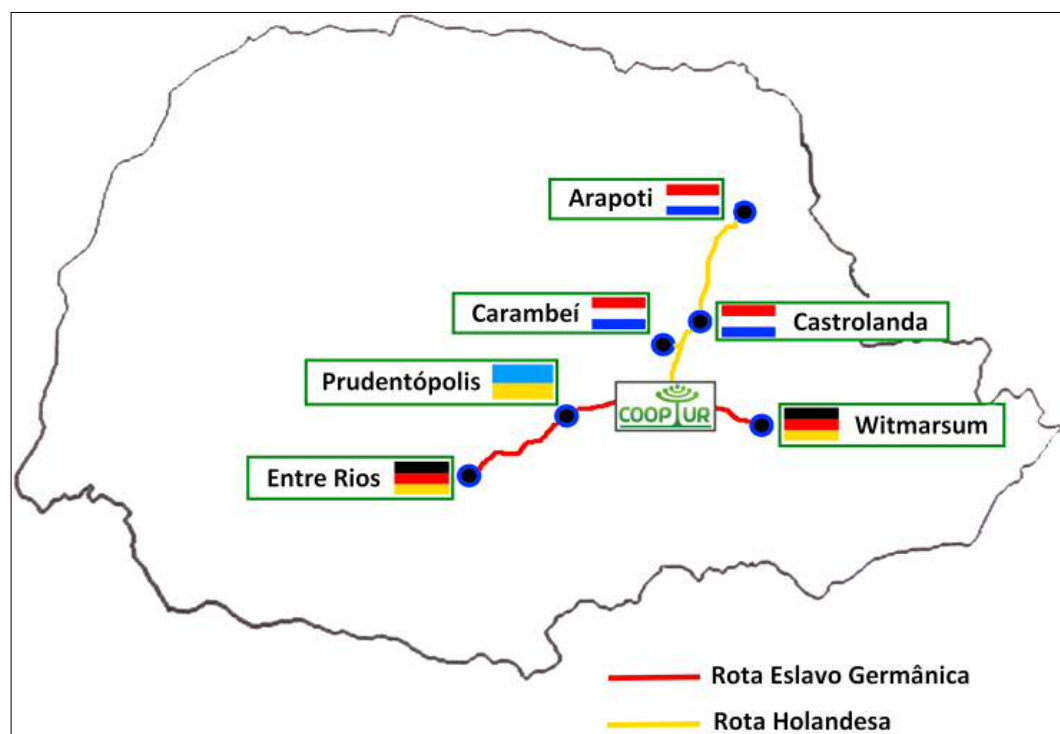 Arapoti
Carambeí
Castrolanda
Prudentópolis
COOPTUR
Witmarsum
Entre Rios
Rota Eslavo Germânica
Rota Holandesa